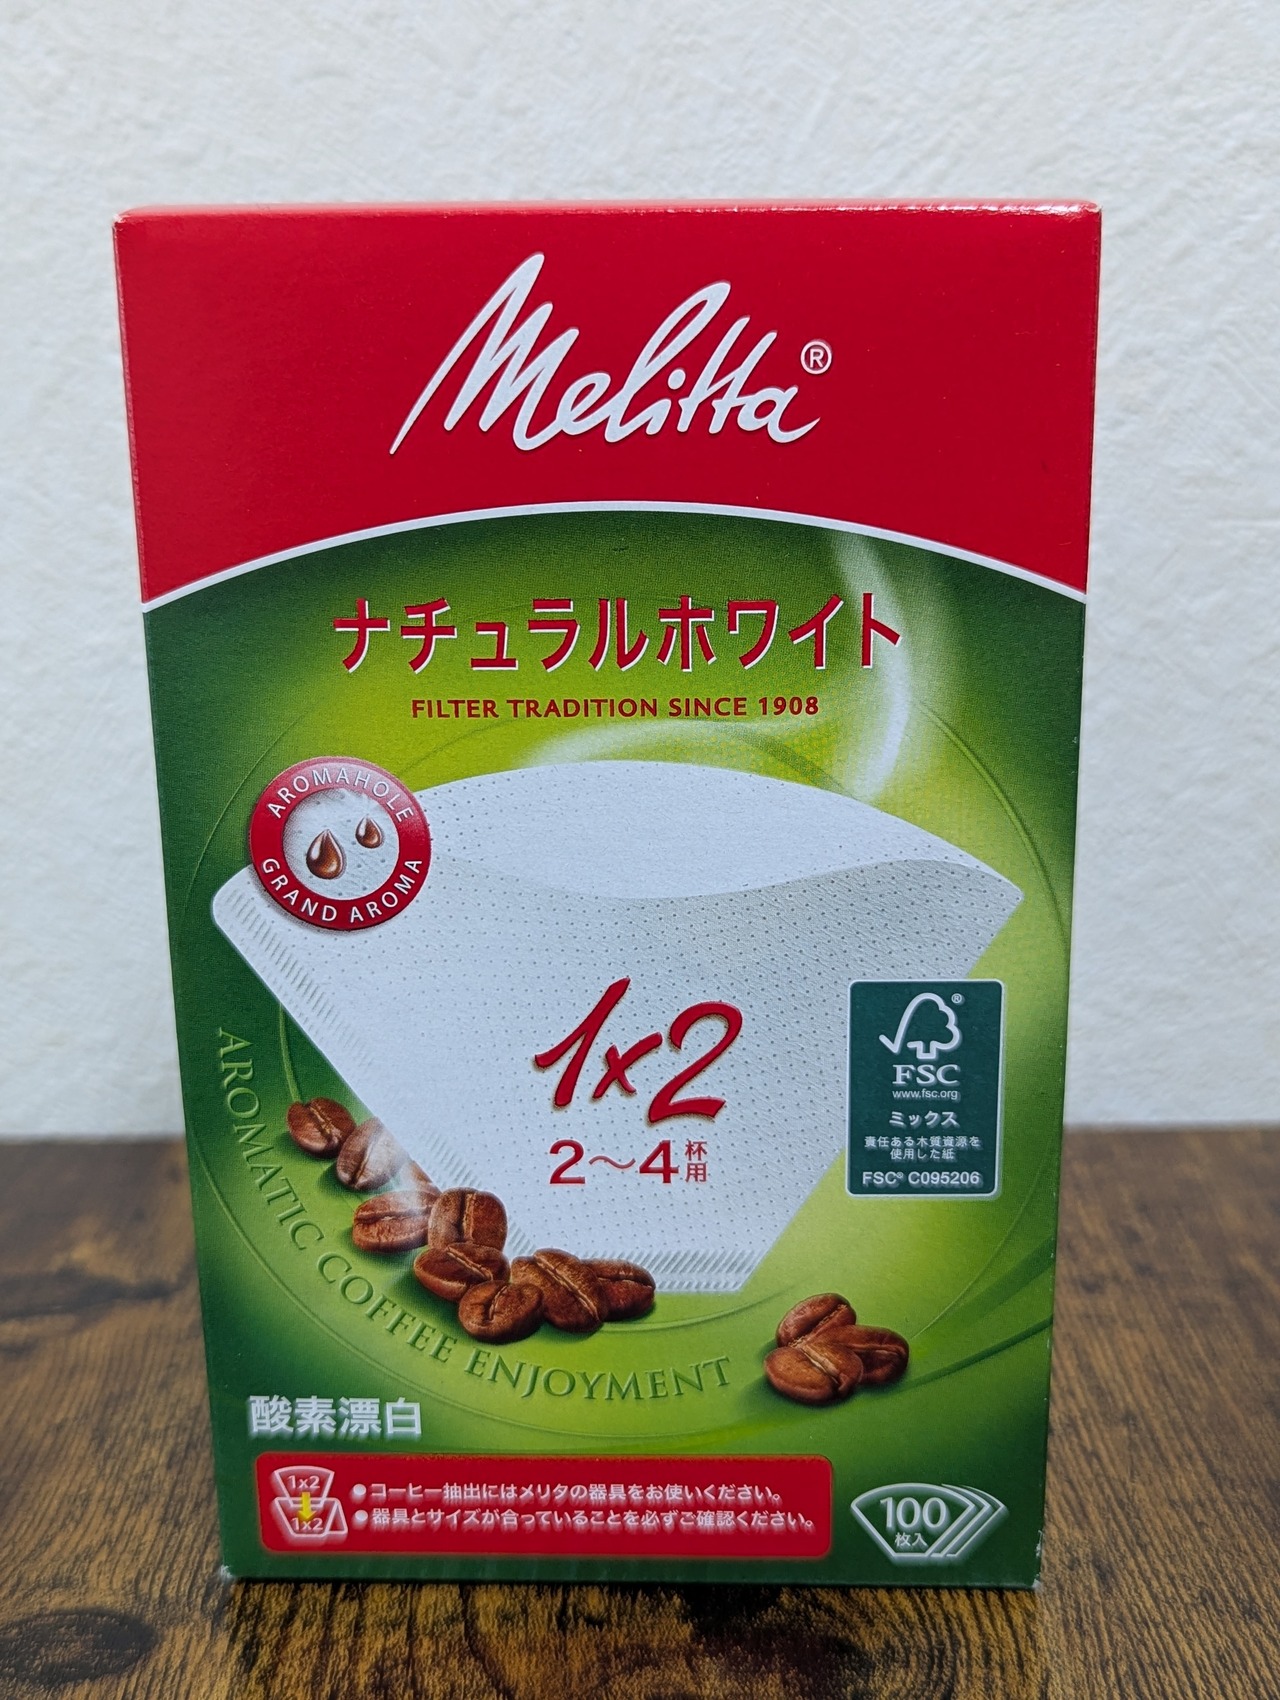 Melitta®
ナチュラルホワイト
FILTER TRADITION SINCE 1908
AROMAHOLE
GRAND AROMA
1x2
2〜4杯用
FSC®
www.fsc.org
ミックス
責任ある木質資源を
使用した紙
FSC® C095206
AROMATIC COFFEE ENJOYMENT
酸素漂白
1x2
1x2
●コーヒー抽出にはメリタの器具をお使いください。
●器具とサイズが合っていることを必ずご確認ください。
100
枚入